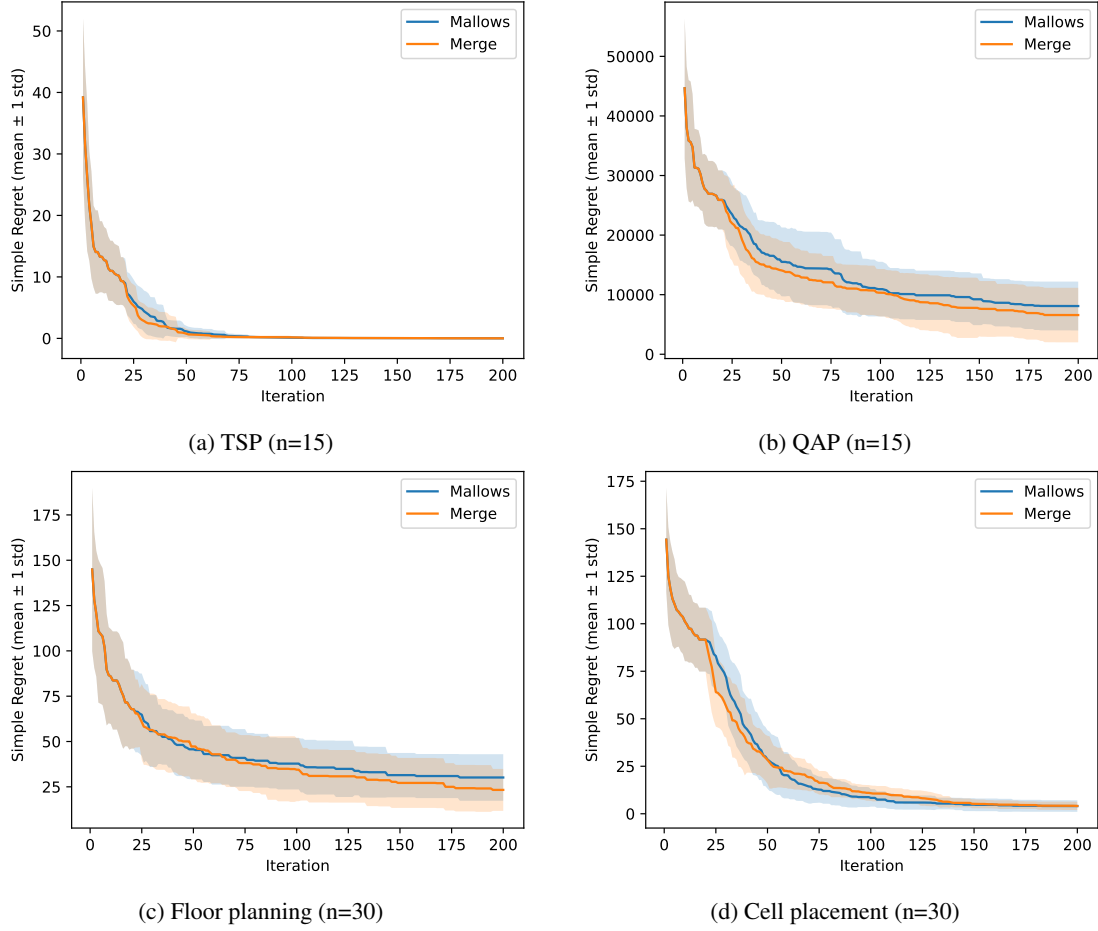 Mallows
Merge
Simple Regret (mean ± 1 std)
50
40
30
20
10
0
0 25 50 75 100 125 150 175 200
Iteration
(a) TSP (n=15)
Mallows
Merge
Simple Regret (mean ± 1 std)
50000
40000
30000
20000
10000
0
0 25 50 75 100 125 150 175 200
Iteration
(b) QAP (n=15)
Mallows
Merge
Simple Regret (mean ± 1 std)
175
150
125
100
75
50
25
0 25 50 75 100 125 150 175 200
Iteration
(c) Floor planning (n=30)
Mallows
Merge
Simple Regret (mean ± 1 std)
175
150
125
100
75
50
25
0
0 25 50 75 100 125 150 175 200
Iteration
(d) Cell placement (n=30)